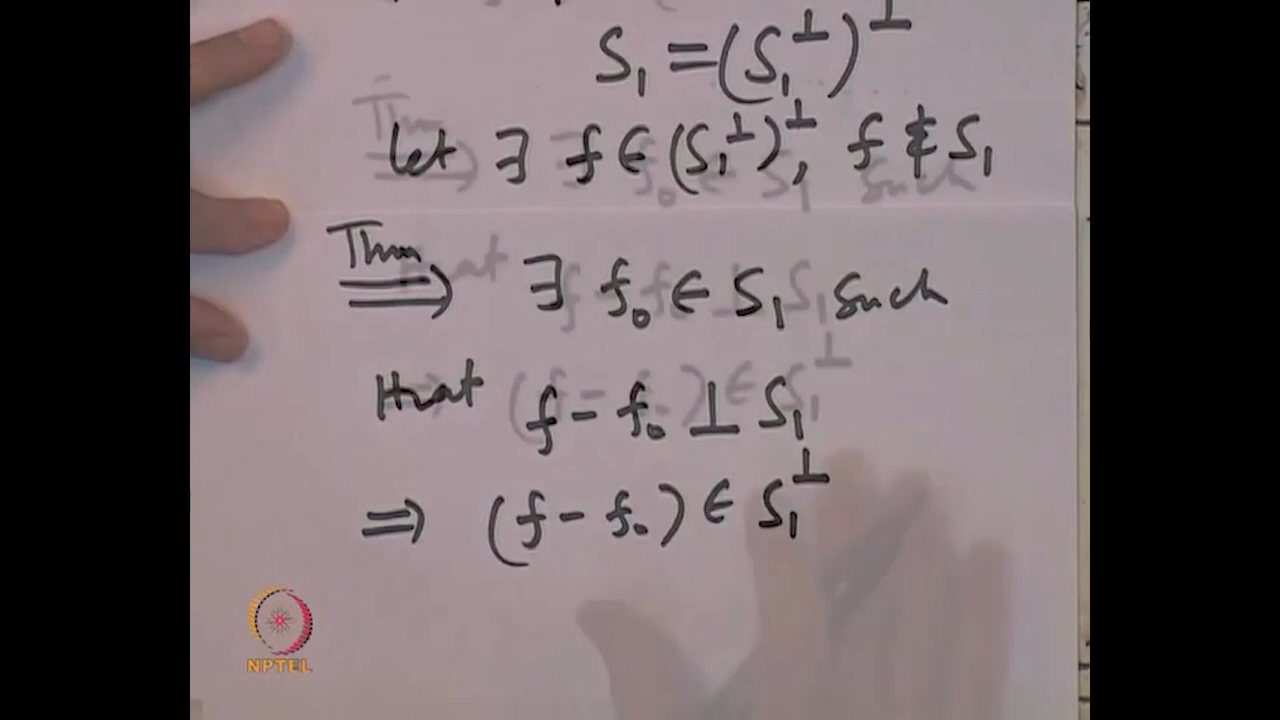 S₁ = (S₁^⊥)^⊥
Let ∃ f ∈ (S₁^⊥)^⊥, f ∉ S₁
Thm
⟹ ∃ f₀ ∈ S₁ such
that f - f₀ ⊥ S₁
⇒ (f - f₀) ∈ S₁^⊥
NPTEL